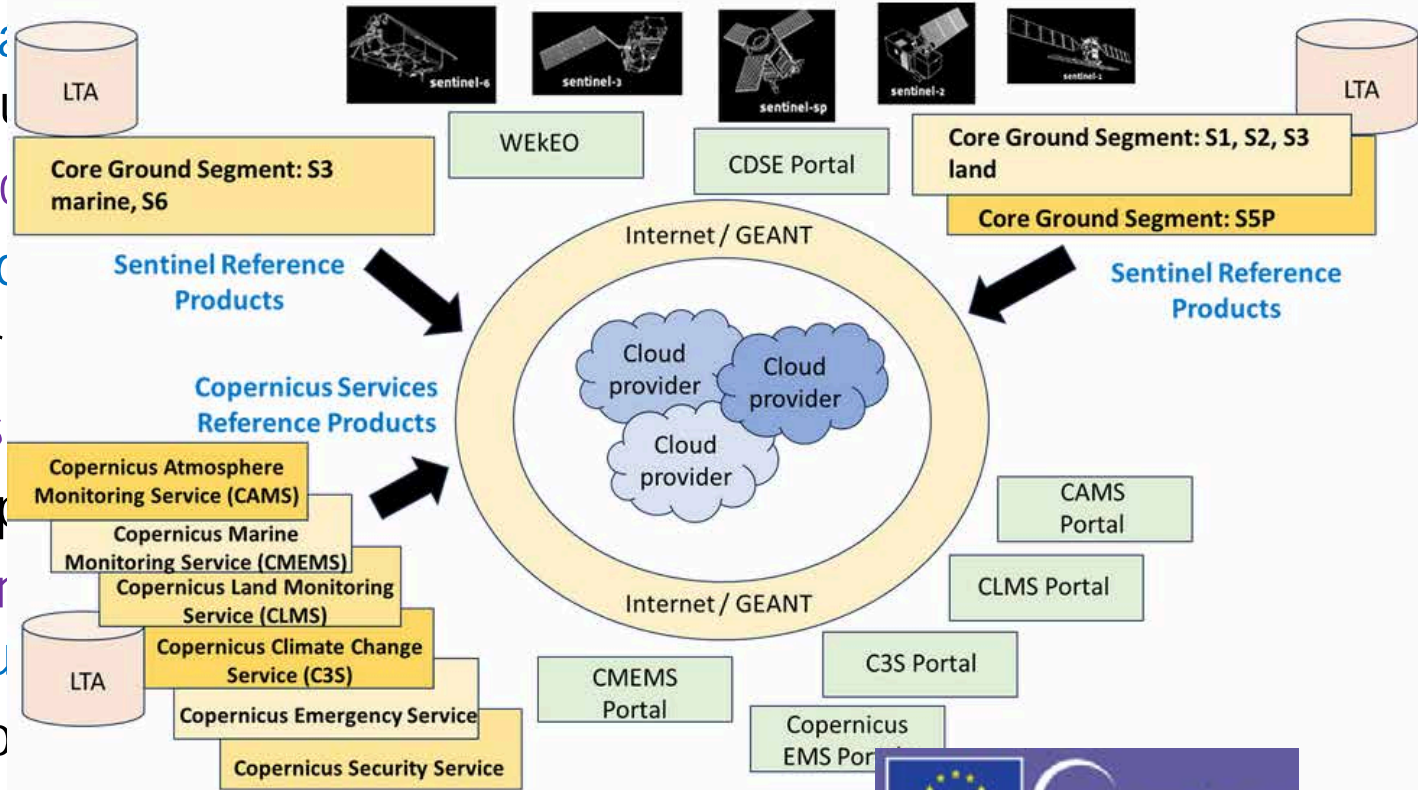 sentinel-6
sentinel-3
sentinel-5p
sentinel-2
sentinel-1
LTA
LTA
WEkEO
CDSE Portal
Core Ground Segment: S3
marine, S6
Core Ground Segment: S1, S2, S3
land
Core Ground Segment: S5P
Internet / GEANT
Sentinel Reference
Products
Sentinel Reference
Products
Cloud
provider
Cloud
provider
Cloud
provider
Copernicus Services
Reference Products
Copernicus Atmosphere
Monitoring Service (CAMS)
Copernicus Marine
Monitoring Service (CMEMS)
Copernicus Land Monitoring
Service (CLMS)
Copernicus Climate Change
Service (C3S)
Copernicus Emergency Service
Copernicus Security Service
LTA
Internet / GEANT
CAMS
Portal
CLMS Portal
C3S Portal
CMEMS
Portal
Copernicus
EMS